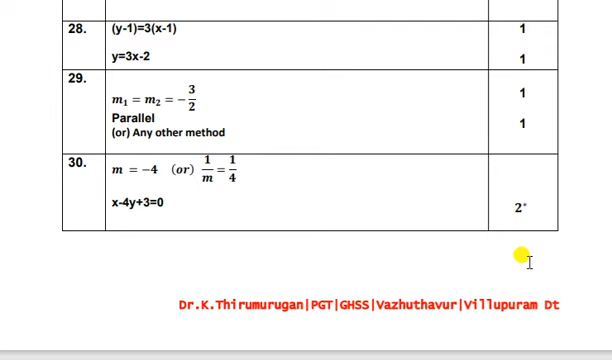 28. (y-1)=3(x-1) 1
y=3x-2 1
29.
m₁ = m₂ = −3/2 1
Parallel 1
(or) Any other method
30. m = −4 (or) 1/m = 1/4
x-4y+3=0 2*
Dr.K.Thirumurugan|PGT|GHSS|Vazhuthavur|Villupuram Dt